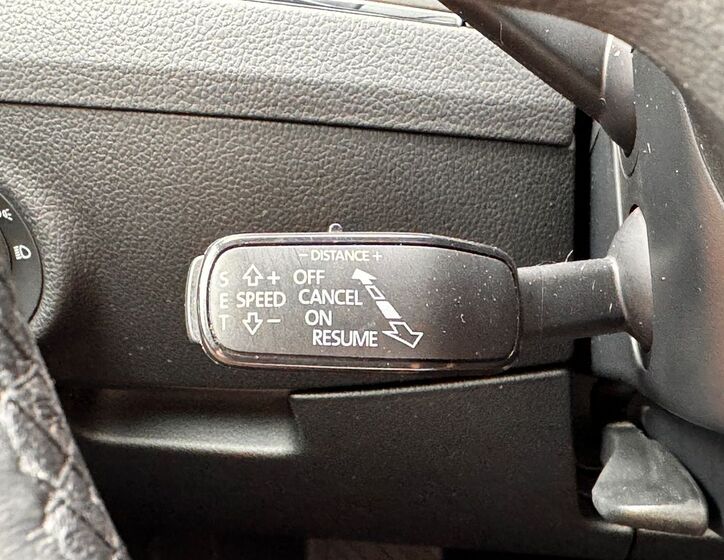 - DISTANCE +
S + OFF
E SPEED CANCEL
T - ON
RESUME